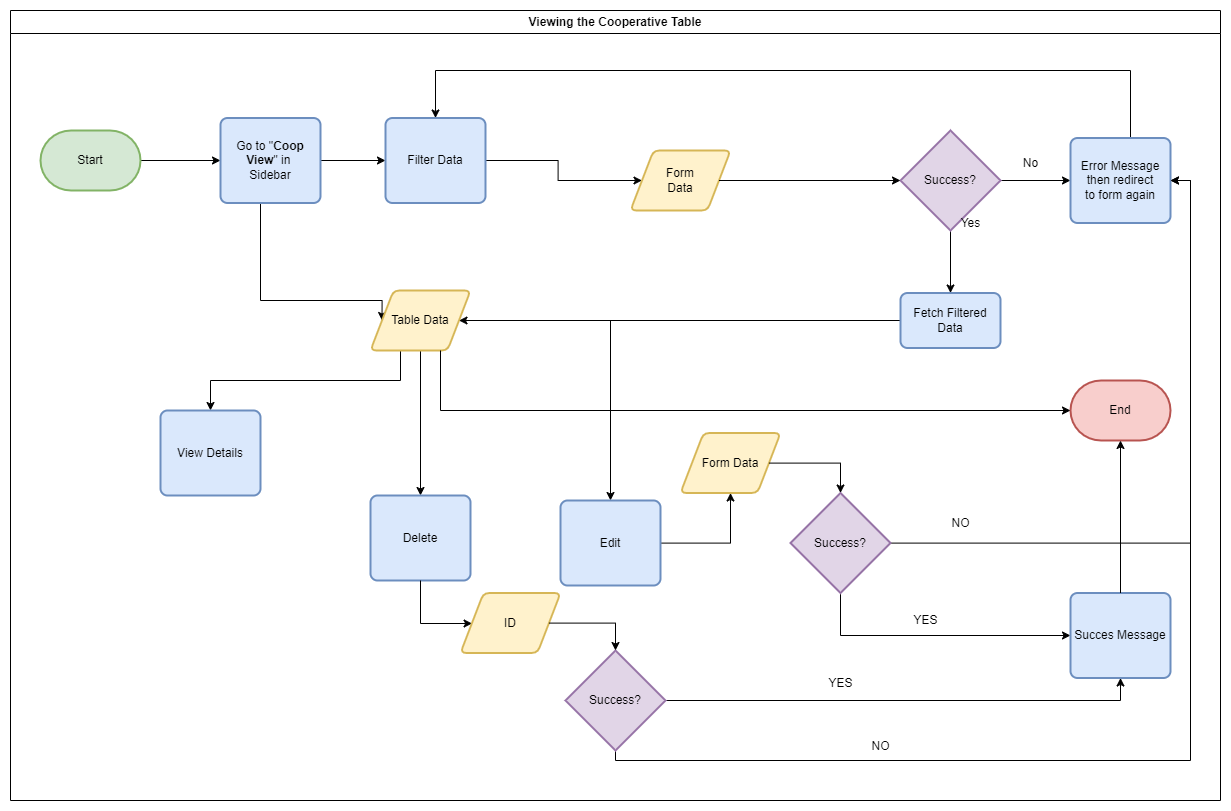 Viewing the Cooperative Table
Start
Go to "Coop
View" in
Sidebar
Filter Data
Form
Data
Success?
No
Error Message
then redirect
to form again
Yes
Table Data
Fetch Filtered
Data
End
View Details
Form Data
Delete
Edit
Success?
NO
ID
YES
Succes Message
Success?
YES
NO